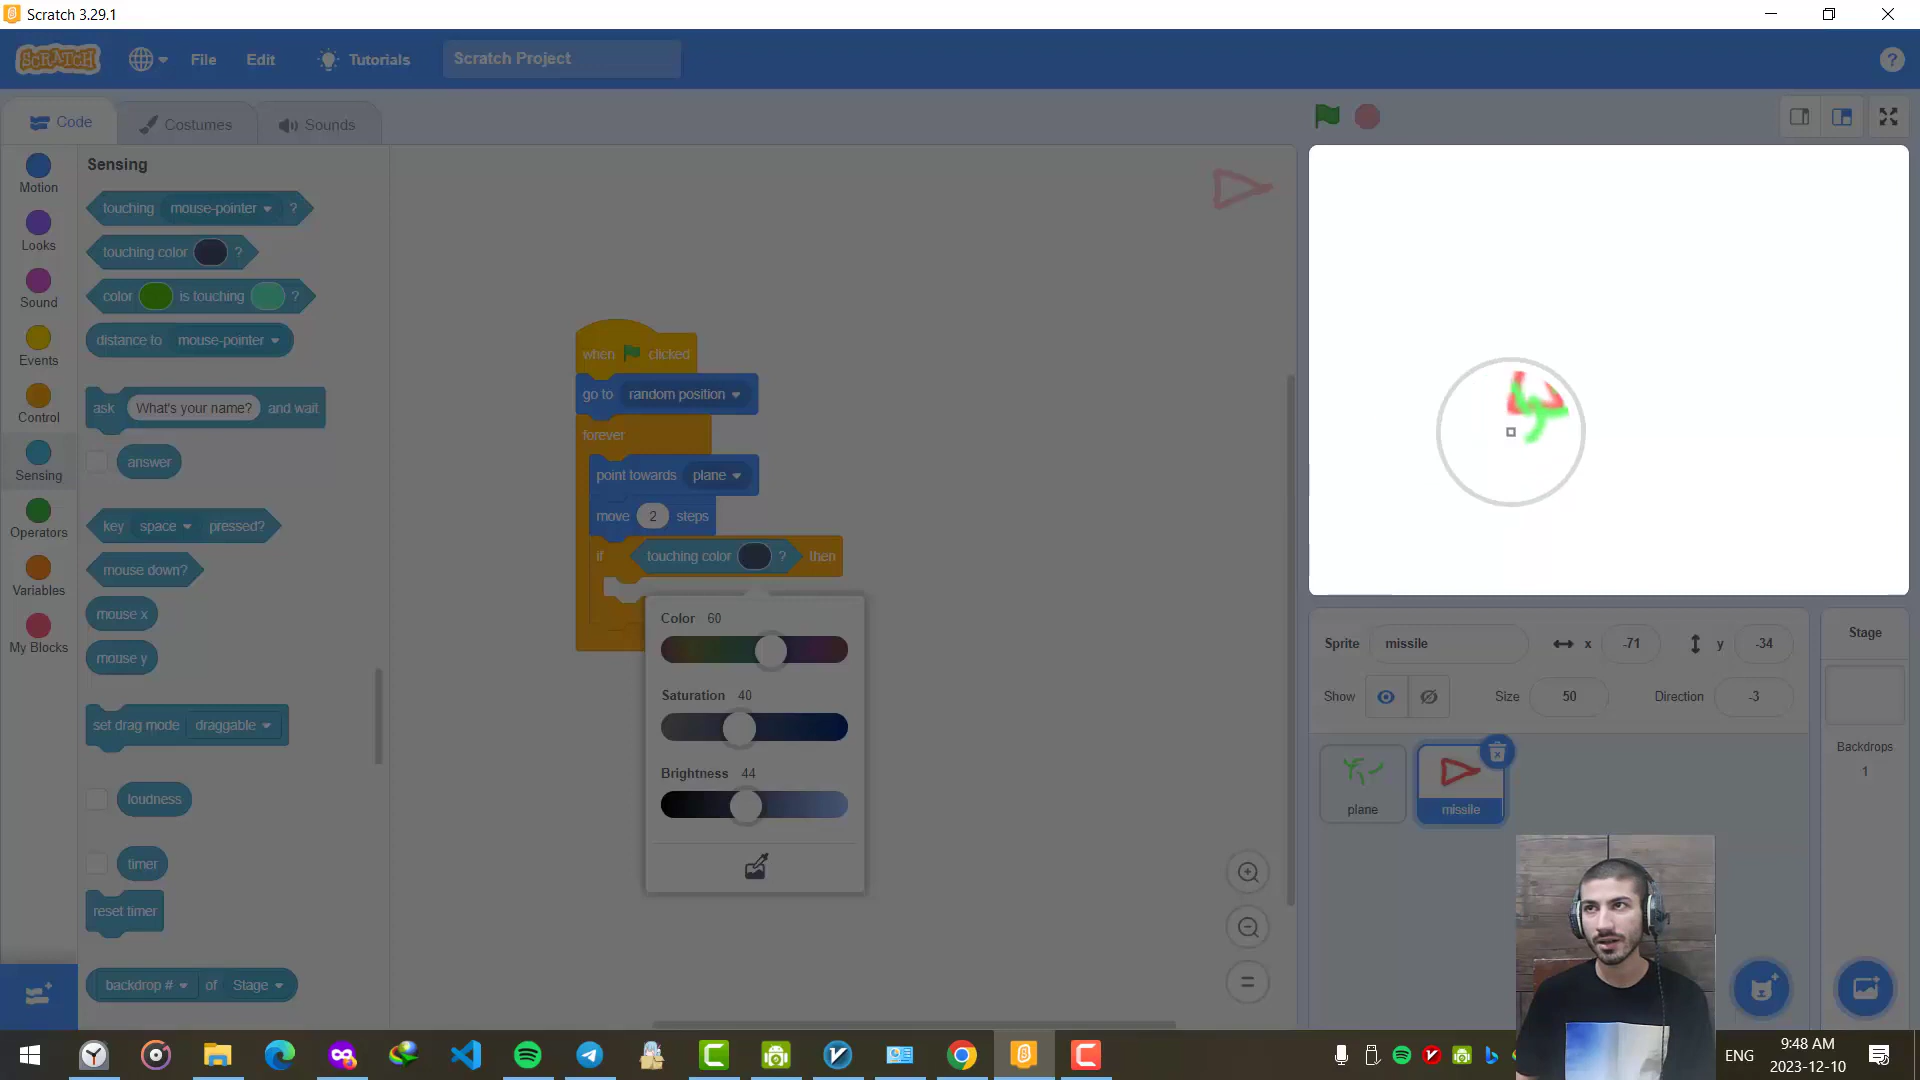 Scratch 3.29.1
SCRATCH
File
Edit
Tutorials
Scratch Project
?
Code
Costumes
Sounds
Motion
Looks
Sound
Events
Control
Sensing
Operators
Variables
My Blocks
Sensing
touching mouse-pointer ?
touching color ?
color is touching ?
distance to mouse-pointer
ask What's your name? and wait
answer
key space pressed?
mouse down?
mouse x
mouse y
set drag mode draggable
loudness
timer
reset timer
backdrop # of Stage
when clicked
go to random position
forever
point towards plane
move 2 steps
if touching color ? then
Color 60
Saturation 40
Brightness 44
Sprite missile x -71 y -34
Show Size 50 Direction -3
plane
missile
Stage
Backdrops
1
ENG
9:48 AM
2023-12-10